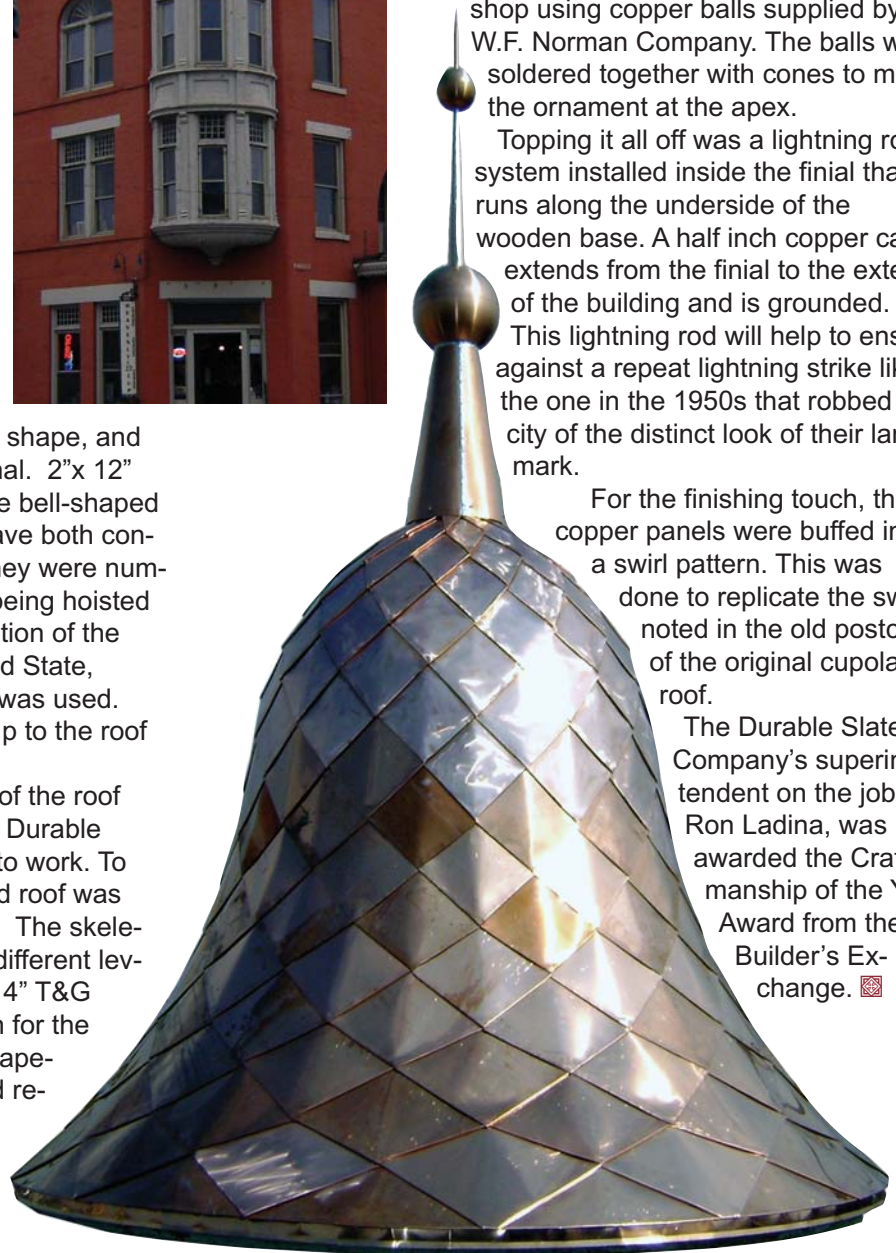 shape, and
al. 2”x 12”
e bell-shaped
ave both con-
ey were num-
being hoisted
tion of the
d State,
was used.
p to the roof
of the roof
Durable
to work. To
d roof was
The skele-
different lev-
4” T&G
for the
ape-
d re-
shop using copper balls supplied by
W.F. Norman Company. The balls w
soldered together with cones to m
the ornament at the apex.
Topping it all off was a lightning ro
system installed inside the finial tha
runs along the underside of the
wooden base. A half inch copper ca
extends from the finial to the exte
of the building and is grounded.
This lightning rod will help to ens
against a repeat lightning strike lik
the one in the 1950s that robbed
city of the distinct look of their lan
mark.
For the finishing touch, th
copper panels were buffed in
a swirl pattern. This was
done to replicate the sw
noted in the old postc
of the original cupola
roof.
The Durable Slate
Company’s superin
tendent on the job
Ron Ladina, was
awarded the Craf
manship of the Y
Award from the
Builder’s Ex-
change.